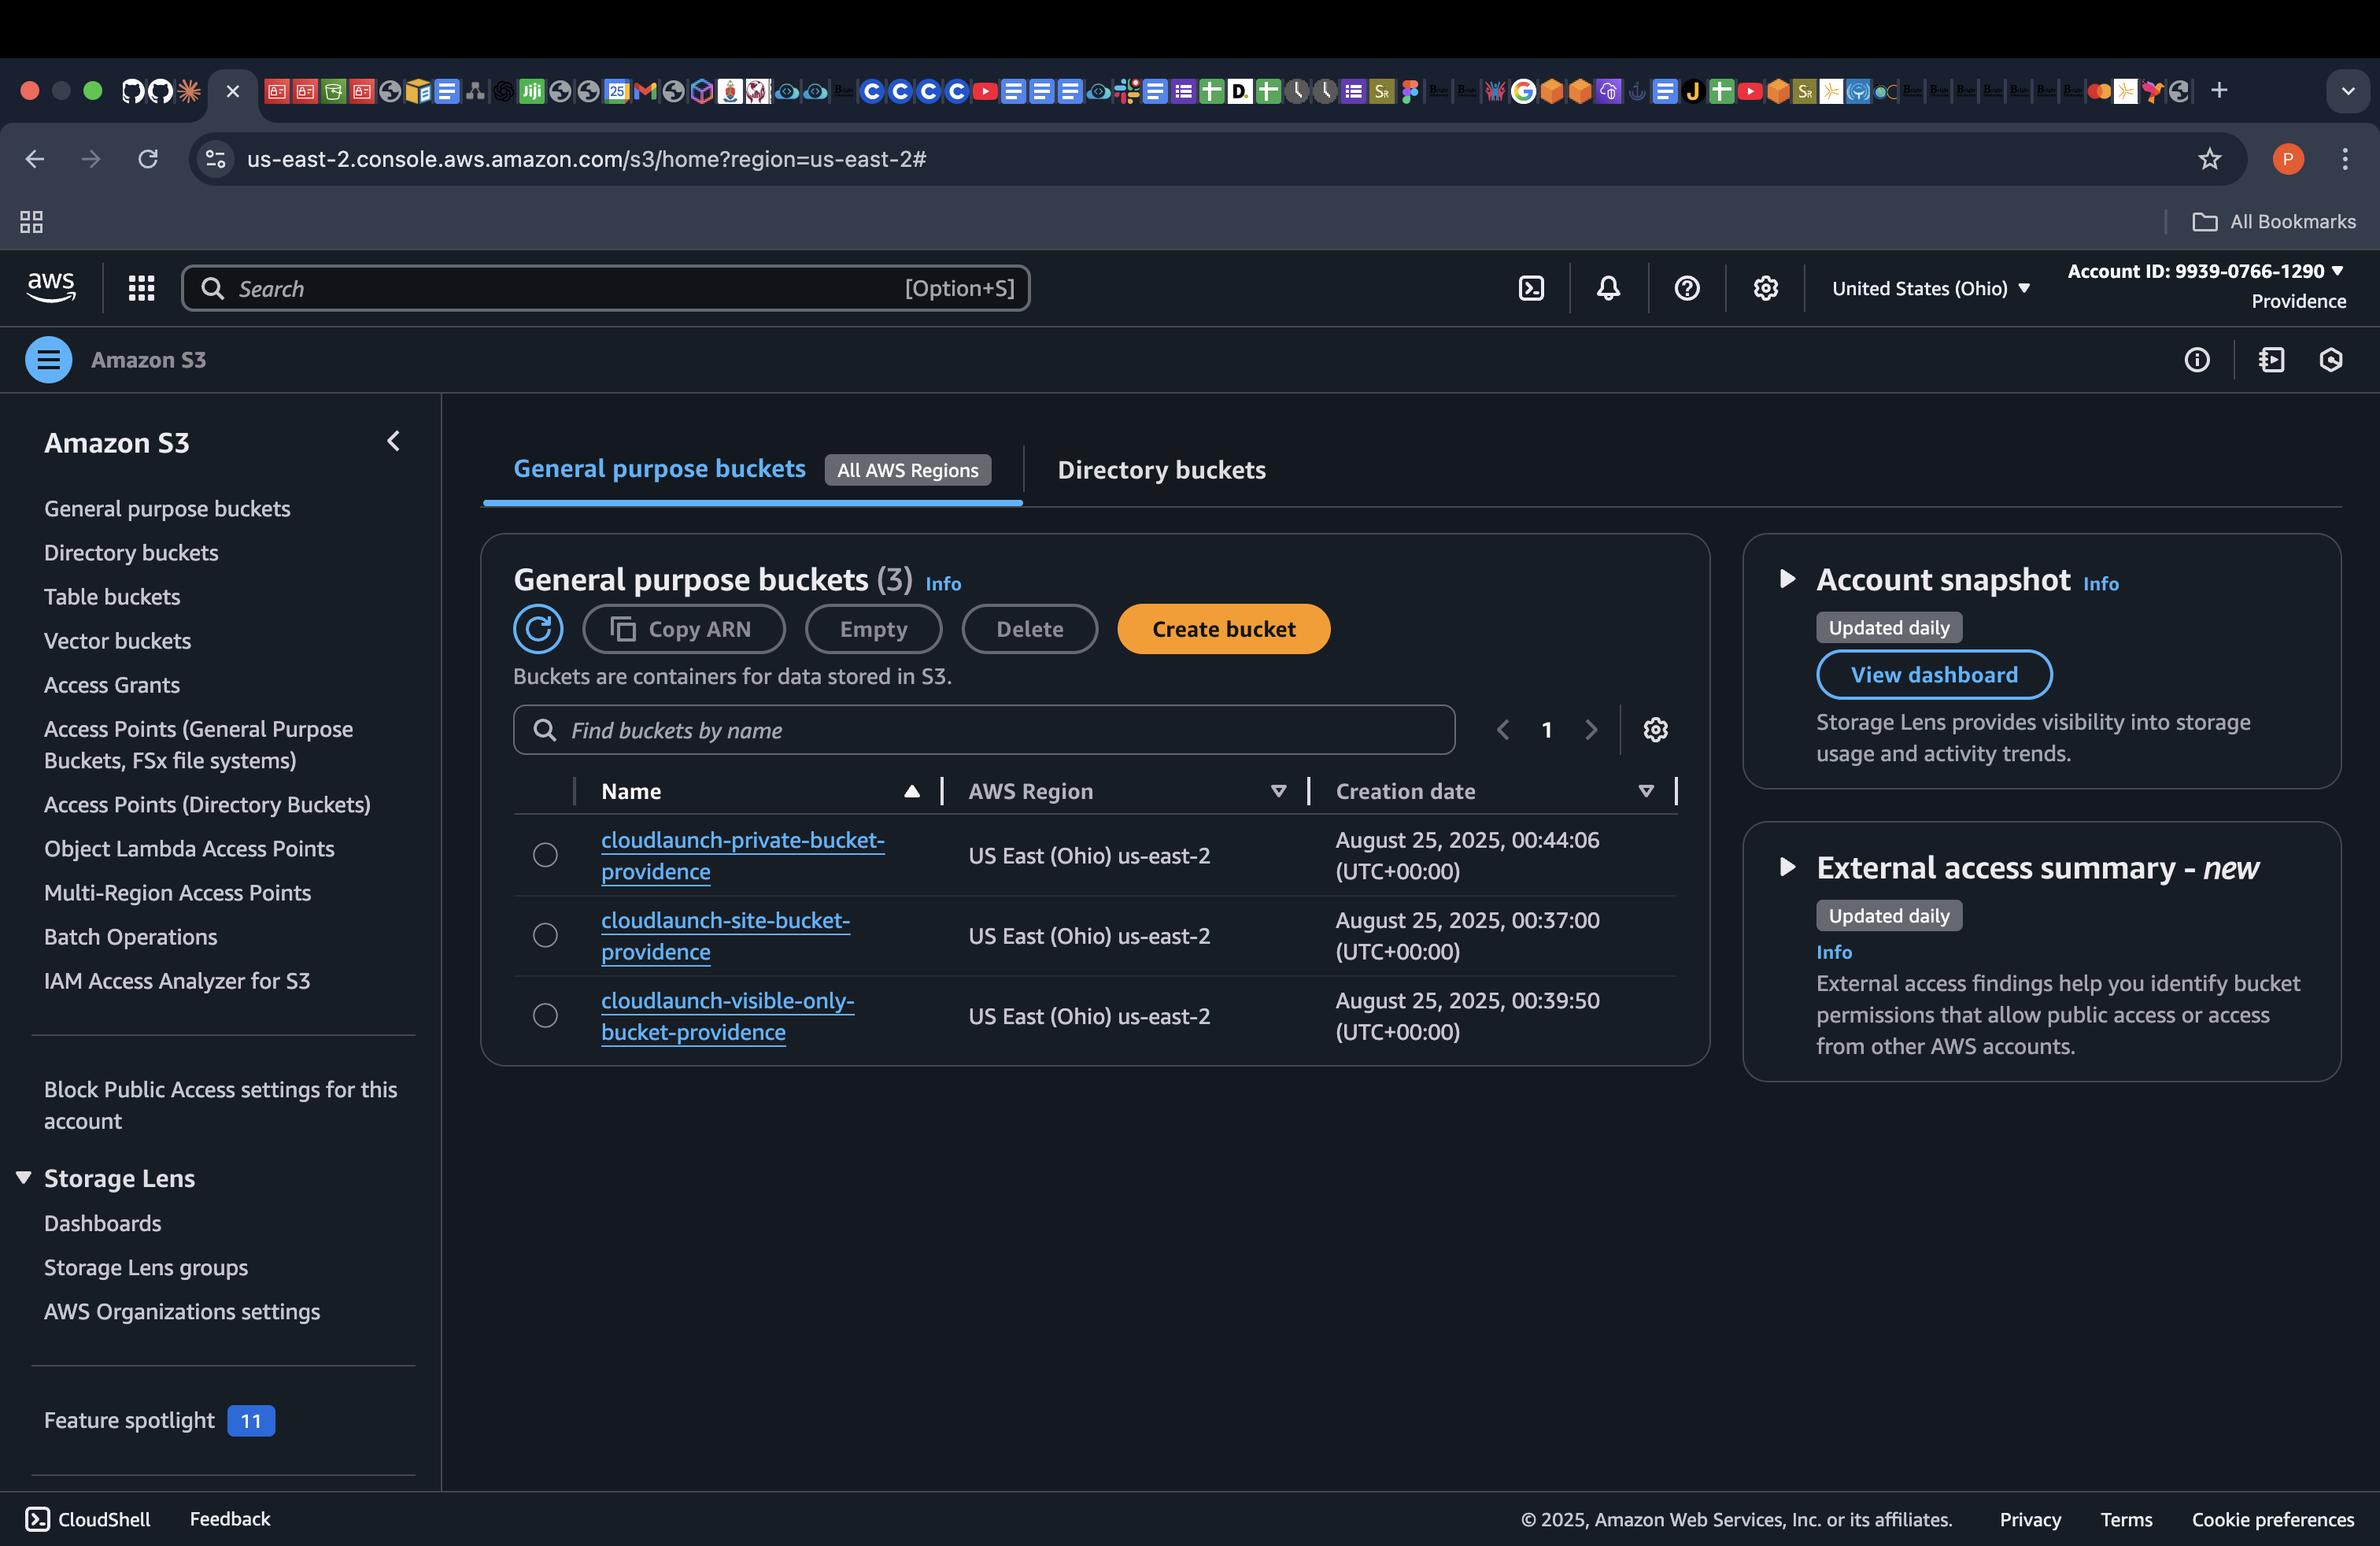 us-east-2.console.aws.amazon.com/s3/home?region=us-east-2#
P
All Bookmarks
aws
Search
[Option+S]
United States (Ohio)
Account ID: 9939-0766-1290
Providence
Amazon S3
Amazon S3
General purpose buckets
Directory buckets
Table buckets
Vector buckets
Access Grants
Access Points (General Purpose
Buckets, FSx file systems)
Access Points (Directory Buckets)
Object Lambda Access Points
Multi-Region Access Points
Batch Operations
IAM Access Analyzer for S3
Block Public Access settings for this
account
Storage Lens
Dashboards
Storage Lens groups
AWS Organizations settings
Feature spotlight 11
General purpose buckets All AWS Regions
Directory buckets
General purpose buckets (3) Info
Copy ARN
Empty
Delete
Create bucket
Buckets are containers for data stored in S3.
Find buckets by name
1
Name
AWS Region
Creation date
cloudlaunch-private-bucket-
providence
US East (Ohio) us-east-2
August 25, 2025, 00:44:06
(UTC+00:00)
cloudlaunch-site-bucket-
providence
US East (Ohio) us-east-2
August 25, 2025, 00:37:00
(UTC+00:00)
cloudlaunch-visible-only-
bucket-providence
US East (Ohio) us-east-2
August 25, 2025, 00:39:50
(UTC+00:00)
Account snapshot Info
Updated daily
View dashboard
Storage Lens provides visibility into storage
usage and activity trends.
External access summary - new
Updated daily
Info
External access findings help you identify bucket
permissions that allow public access or access
from other AWS accounts.
CloudShell
Feedback
© 2025, Amazon Web Services, Inc. or its affiliates.
Privacy
Terms
Cookie preferences